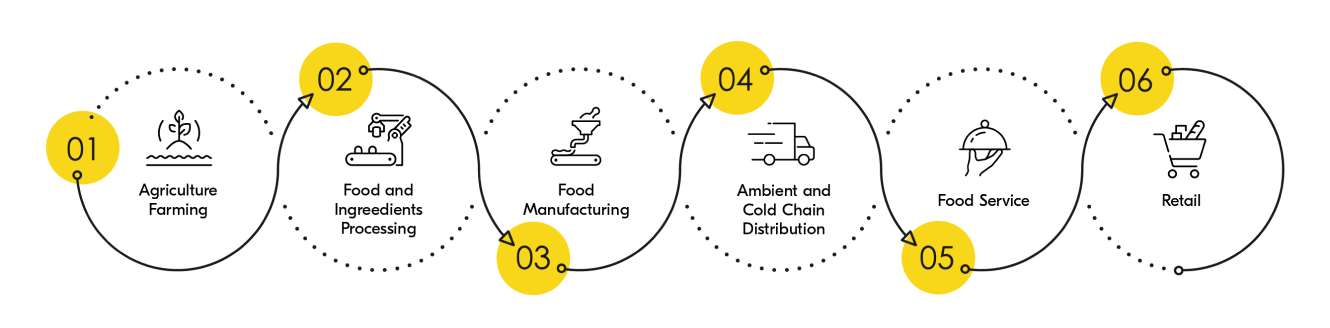 01
Agriculture
Farming
02
Food and
Ingreedients
Processing
03
Food
Manufacturing
04
Ambient and
Cold Chain
Distribution
05
Food Service
06
Retail